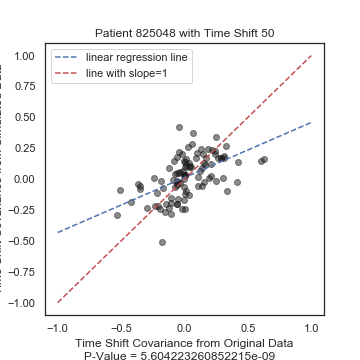 Patient 825048 with Time Shift 50
linear regression line
line with slope=1
1.00
0.75
0.50
0.25
0.00
−0.25
−0.50
−0.75
−1.00
−1.0
−0.5
0.0
0.5
1.0
Time Shift Covariance from Original Data
P-Value = 5.604223260852215e-09